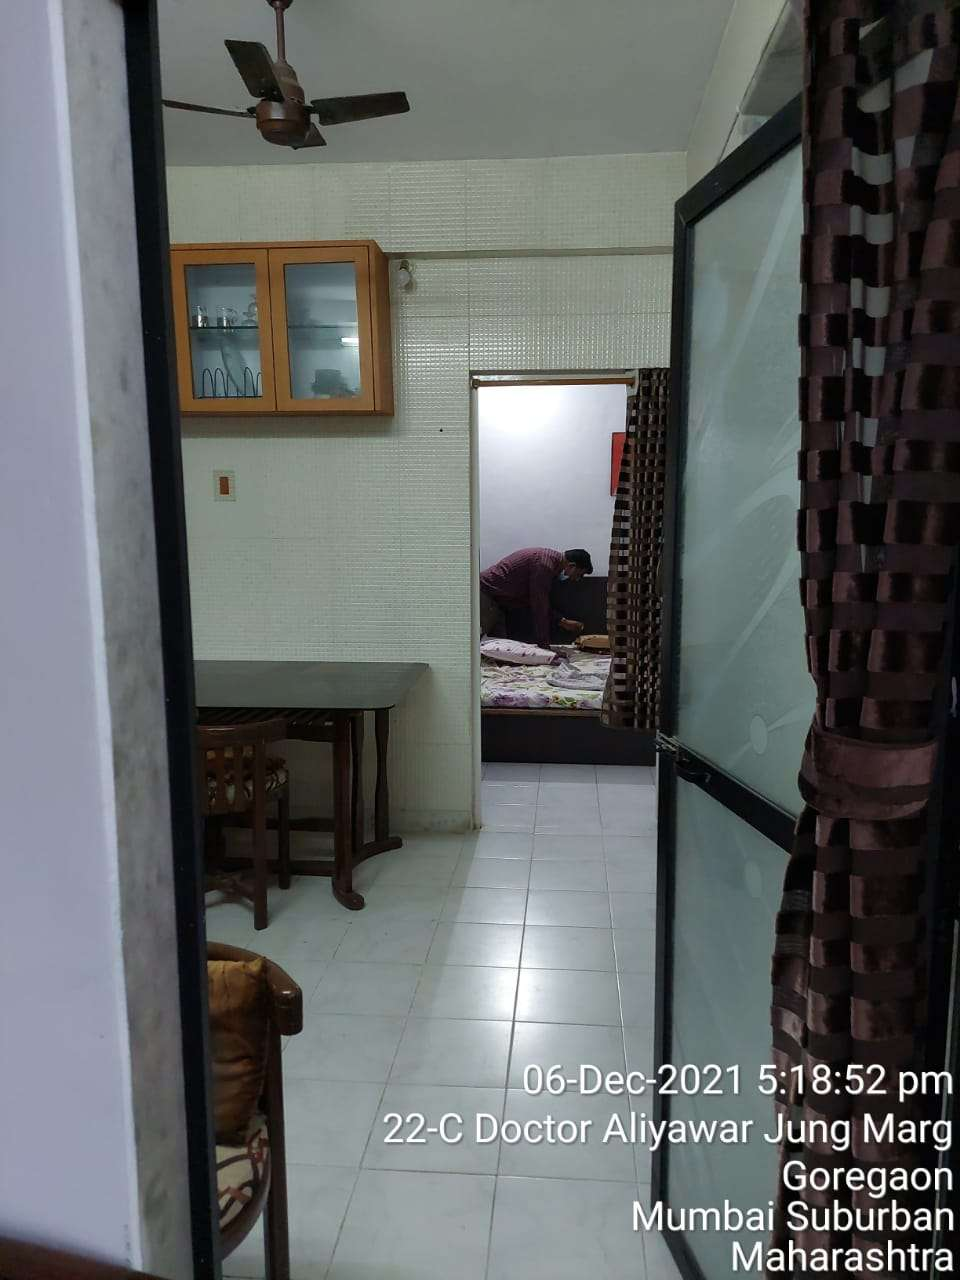 06-Dec-2021 5:18:52 pm
22-C Doctor Aliyawar Jung Marg
Goregaon
Mumbai Suburban
Maharashtra